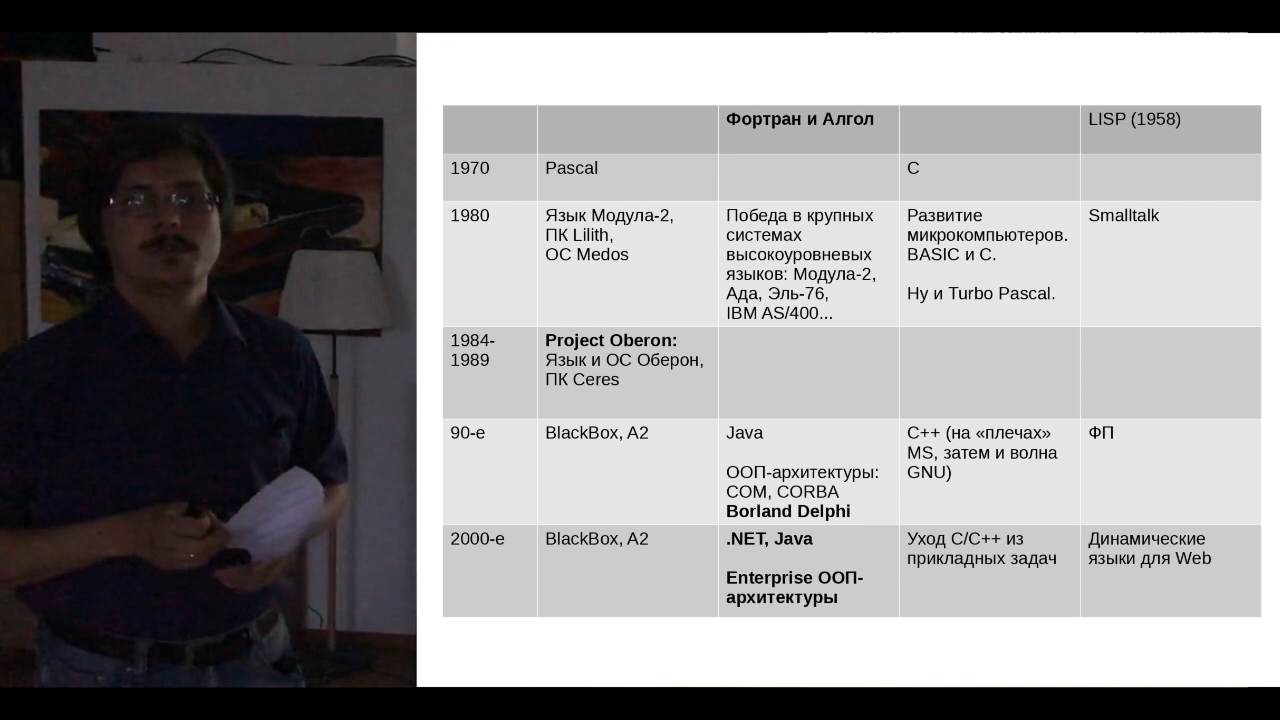 Фортран и Алгол
LISP (1958)
1970
Pascal
C
1980
Язык Модула-2,
ПК Lilith,
ОС Medos
Победа в крупных
системах
высокоуровневых
языков: Модула-2,
Ада, Эль-76,
IBM AS/400...
Развитие
микрокомпьютеров.
BASIC и C.
Ну и Turbo Pascal.
Smalltalk
1984-
1989
Project Oberon:
Язык и ОС Оберон,
ПК Ceres
90-е
BlackBox, A2
Java
ООП-архитектуры:
COM, CORBA
Borland Delphi
C++ (на «плечах»
MS, затем и волна
GNU)
ФП
2000-е
BlackBox, A2
.NET, Java
Enterprise ООП-
архитектуры
Уход C/C++ из
прикладных задач
Динамические
языки для Web